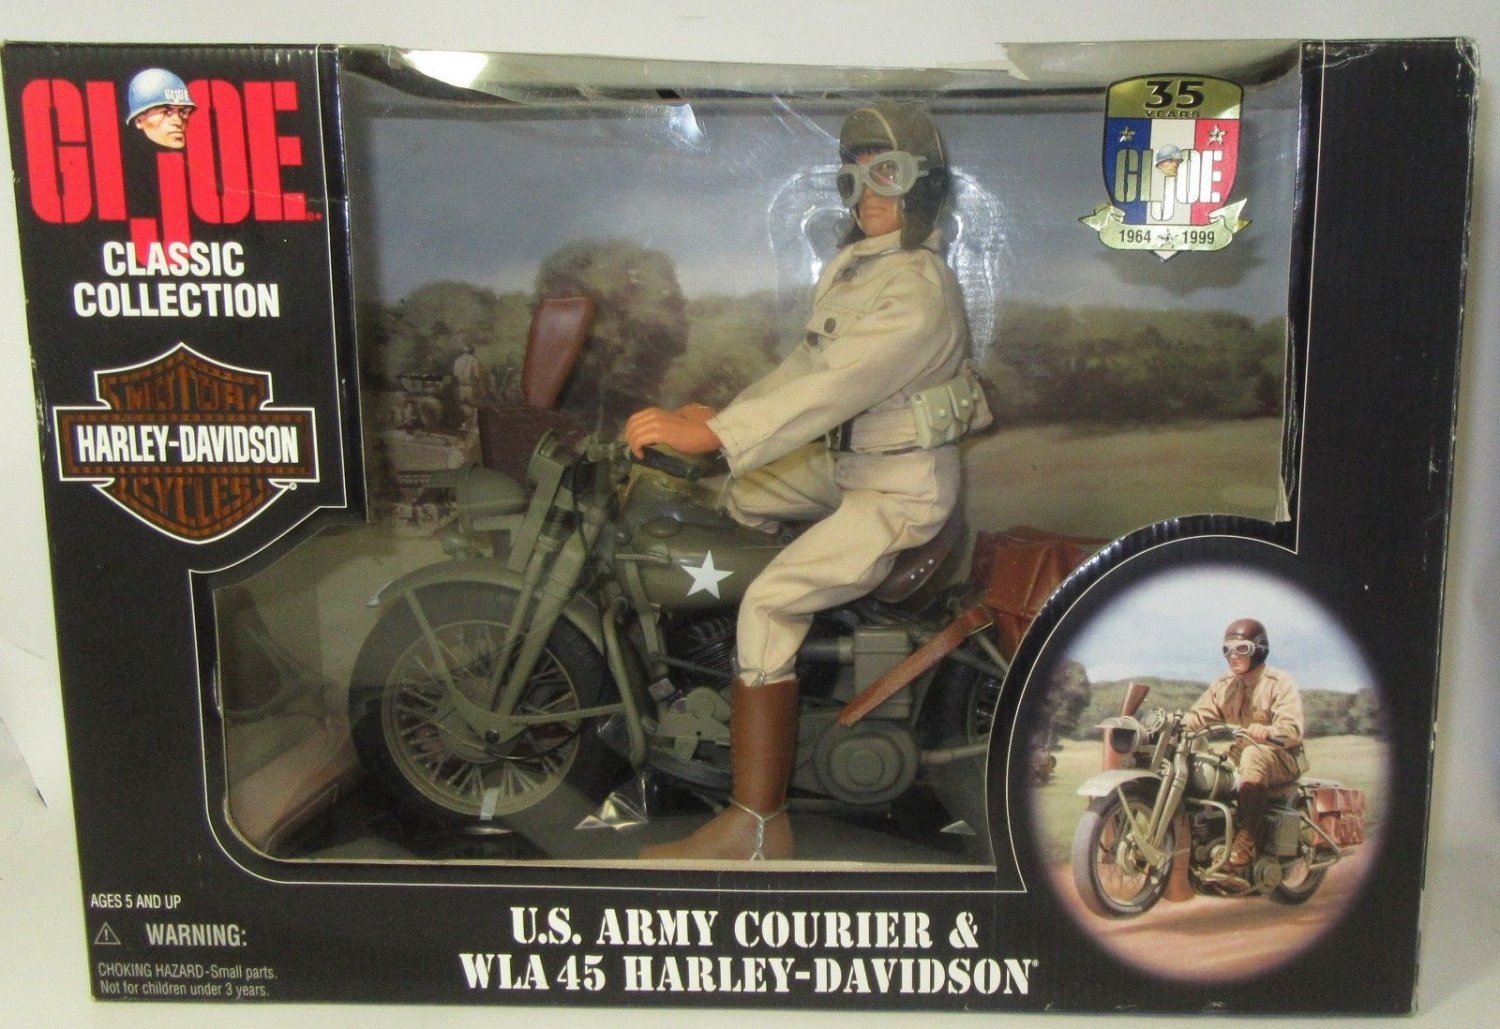 GI JOE
CLASSIC
COLLECTION
MOTOR
HARLEY-DAVIDSON
CYCLES
35
YEARS
GI JOE
1964 1999
AGES 5 AND UP
WARNING:
CHOKING HAZARD-Small parts.
Not for children under 3 years.
U.S. ARMY COURIER &
WLA 45 HARLEY-DAVIDSON®